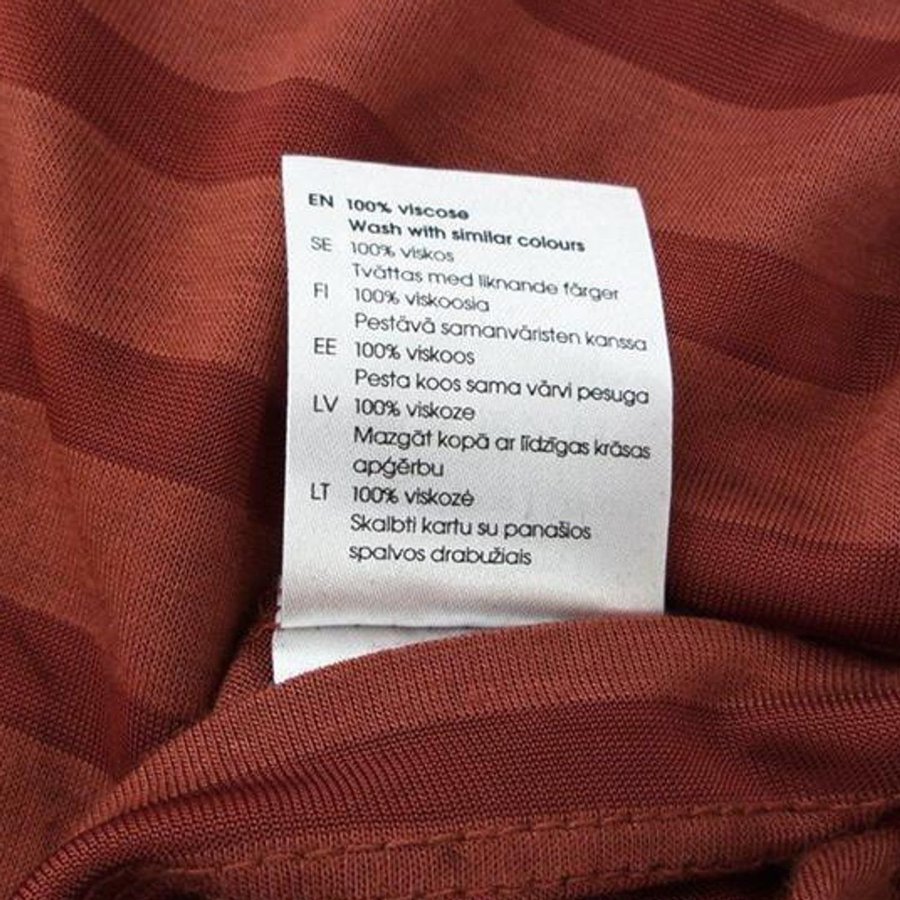 EN 100% viscose
Wash with similar colours
SE 100% viskos
Tvättas med liknande färger
FI 100% viskoosia
Pestävä samanväristen kanssa
EE 100% viskoos
Pesta koos sama värvi pesuga
LV 100% viskoze
Mazgāt kopā ar līdzīgas krāsas
apģērbu
LT 100% viskozė
Skalbti kartu su panašios
spalvos drabužiais